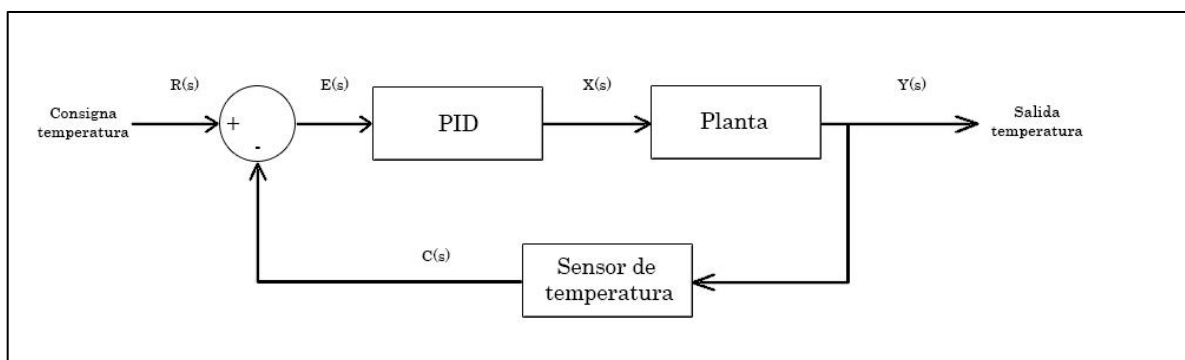 R(s)
E(s)
X(s)
Y(s)
Consigna
temperatura
+
-
PID
Planta
Salida
temperatura
C(s)
Sensor de
temperatura